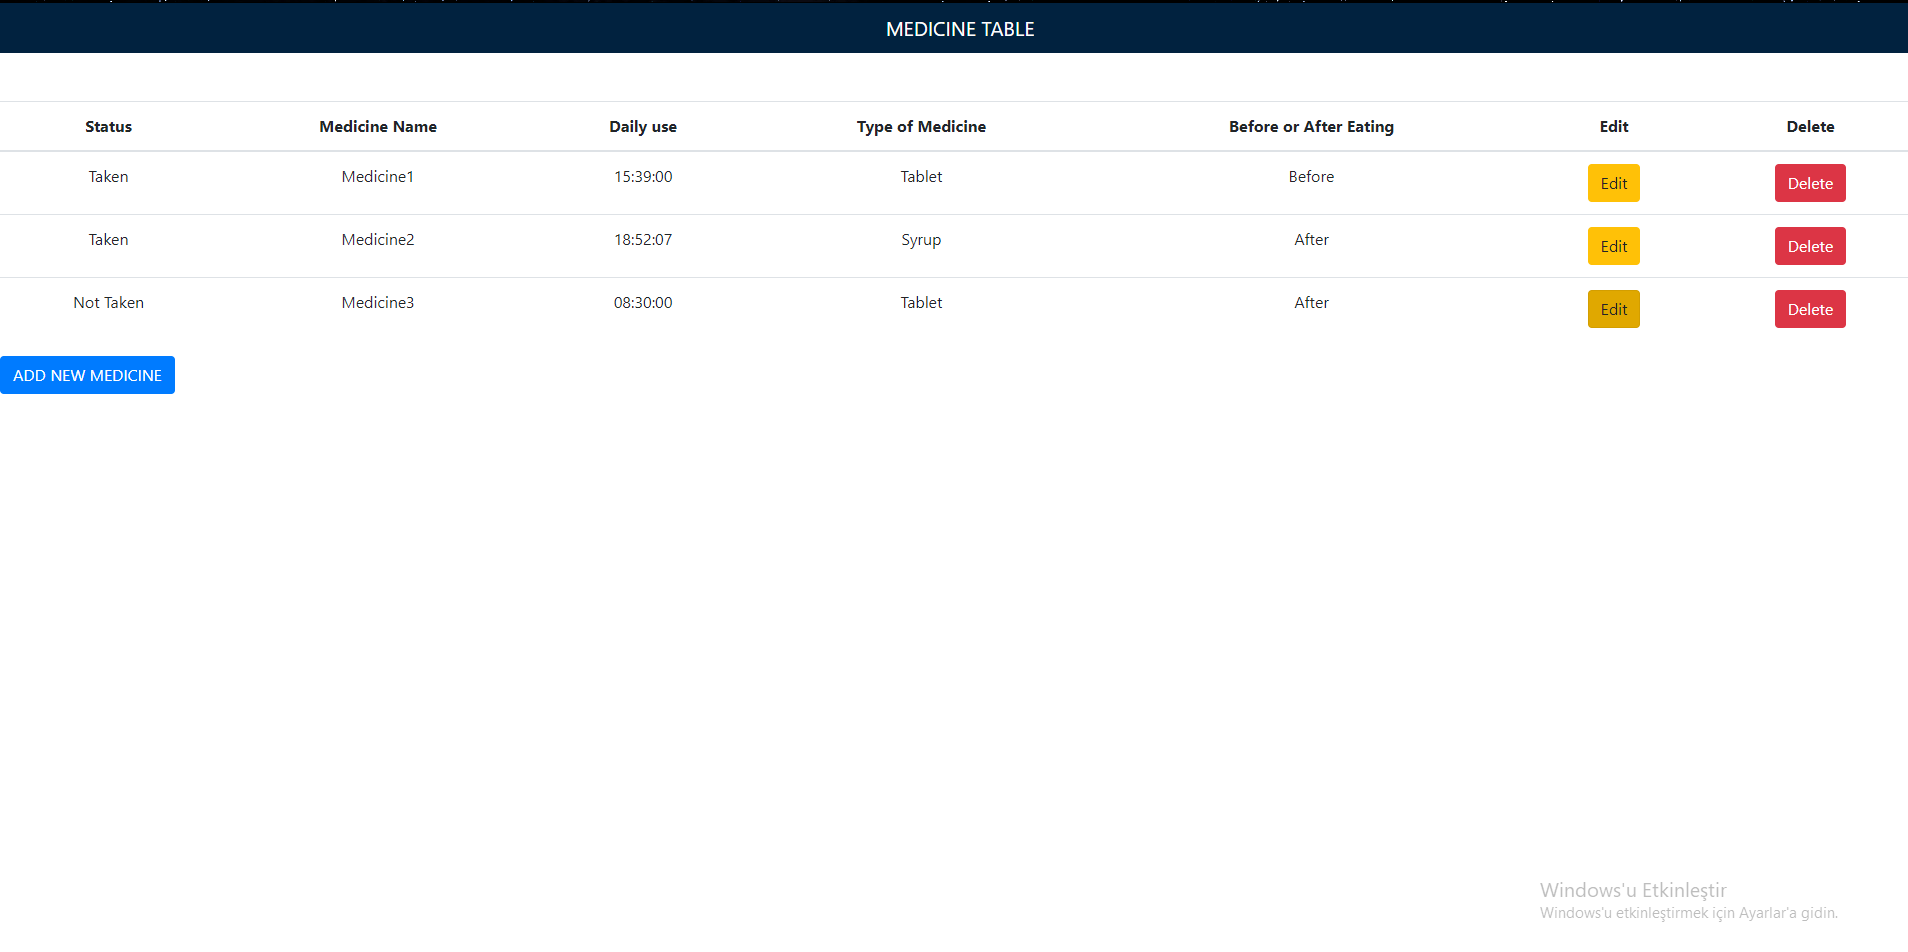 MEDICINE TABLE
Status Medicine Name Daily use Type of Medicine Before or After Eating Edit Delete
Taken Medicine1 15:39:00 Tablet Before Edit Delete
Taken Medicine2 18:52:07 Syrup After Edit Delete
Not Taken Medicine3 08:30:00 Tablet After Edit Delete
ADD NEW MEDICINE
Windows'u Etkinleştir
Windows'u etkinleştirmek için Ayarlar'a gidin.